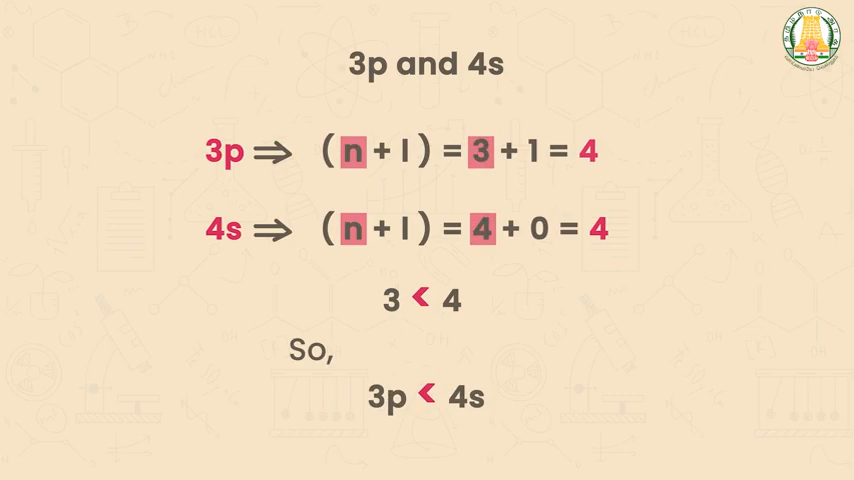 3p and 4s
3p ⇒ ( n + l ) = 3 + 1 = 4
4s ⇒ ( n + l ) = 4 + 0 = 4
3 < 4
So,
3p < 4s